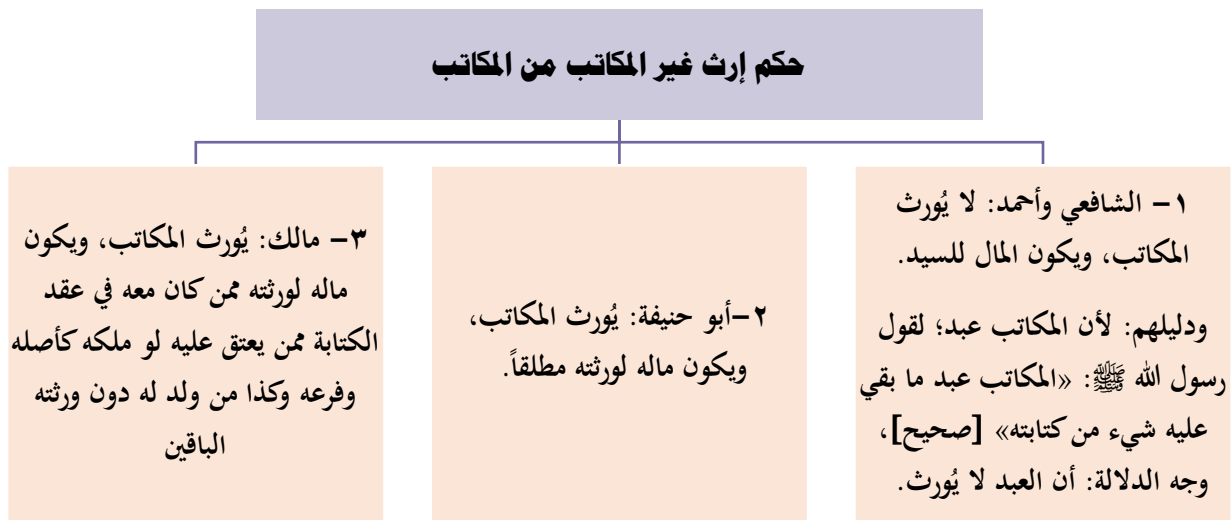 حكم إرث غير المكاتب من المكاتب
١- الشافعي وأحمد: لا يُورث
المكاتب، ويكون المال للسيد.
ودليلهم: لأن المكاتب عبد؛ لقول
رسول الله ﷺ: «المكاتب عبد ما بقي
عليه شيء من كتابته» [صحيح]،
وجه الدلالة: أن العبد لا يُورث.
٢-أبو حنيفة: يُورث المكاتب،
ويكون ماله لورثته مطلقاً.
٣- مالك: يُورث المكاتب، ويكون
ماله لورثته ممن كان معه في عقد
الكتابة ممن يعتق عليه لو ملكه كأصله
وفرعه وكذا من ولد له دون ورثته
الباقين